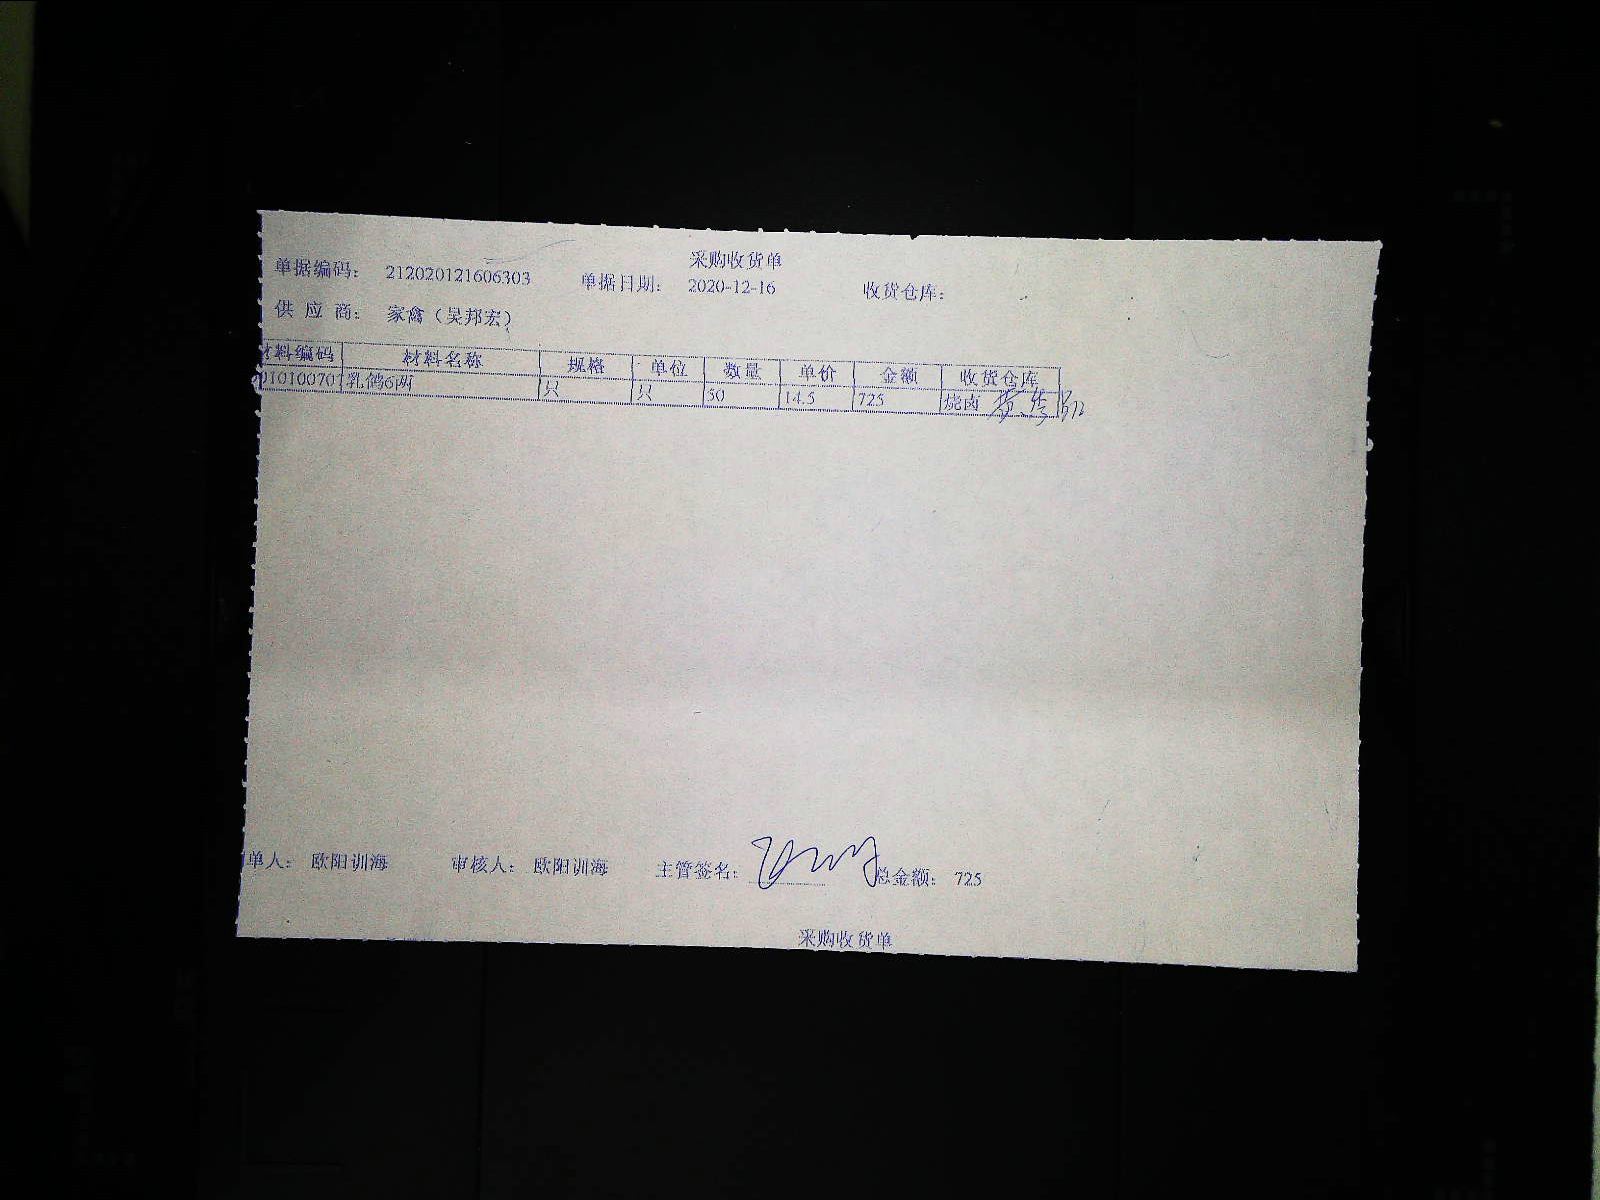 采购收货单
单据编码: 212020121606303 单据日期: 2020-12-16 收货仓库:
供 应 商: 家禽（吴邦宏）
材料编码 材料名称 规格 单位 数量 单价 金额 收货仓库
010100707 乳鸽6两 只 只 50 14.5 725 烧卤
单人: 欧阳训海 审核人: 欧阳训海 主管签名: 总金额: 725
采购收货单